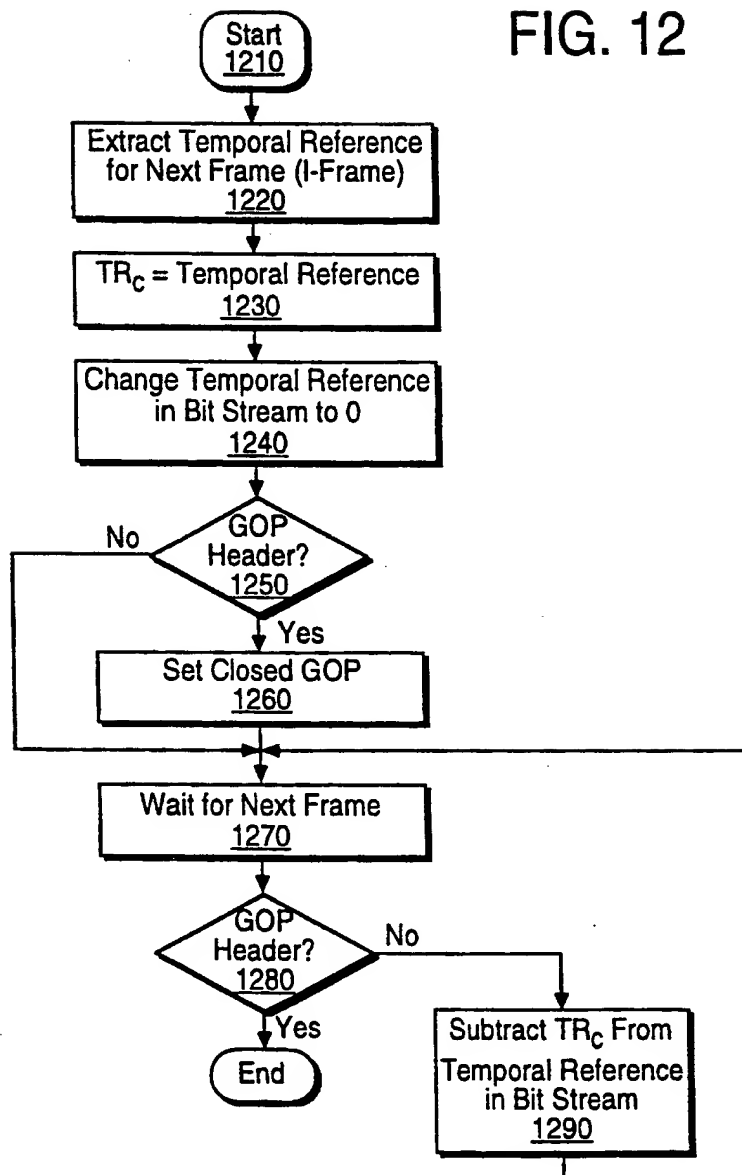 FIG. 12
Start
1210
Extract Temporal Reference
for Next Frame (I-Frame)
1220
TRC = Temporal Reference
1230
Change Temporal Reference
in Bit Stream to 0
1240
GOP
Header?
1250
No
Yes
Set Closed GOP
1260
Wait for Next Frame
1270
GOP
Header?
1280
No
Yes
End
Subtract TRC From
Temporal Reference
in Bit Stream
1290